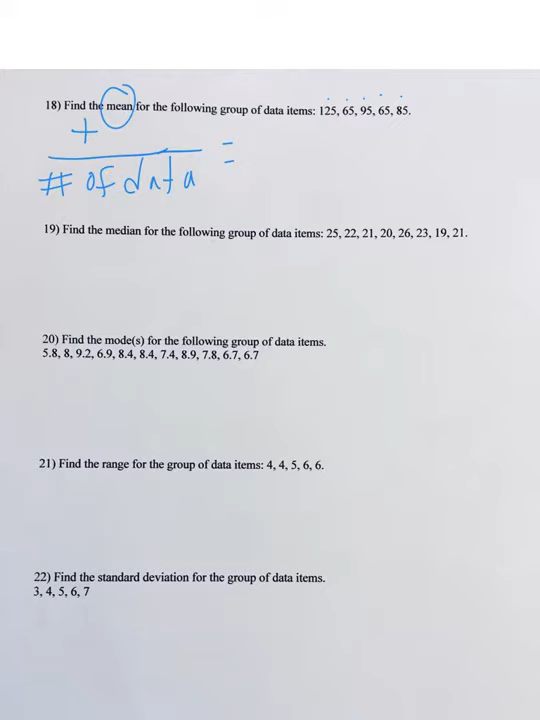 18) Find the mean for the following group of data items: 125, 65, 95, 65, 85.
+
# of data =
19) Find the median for the following group of data items: 25, 22, 21, 20, 26, 23, 19, 21.
20) Find the mode(s) for the following group of data items.
5.8, 8, 9.2, 6.9, 8.4, 8.4, 7.4, 8.9, 7.8, 6.7, 6.7
21) Find the range for the group of data items: 4, 4, 5, 6, 6.
22) Find the standard deviation for the group of data items.
3, 4, 5, 6, 7